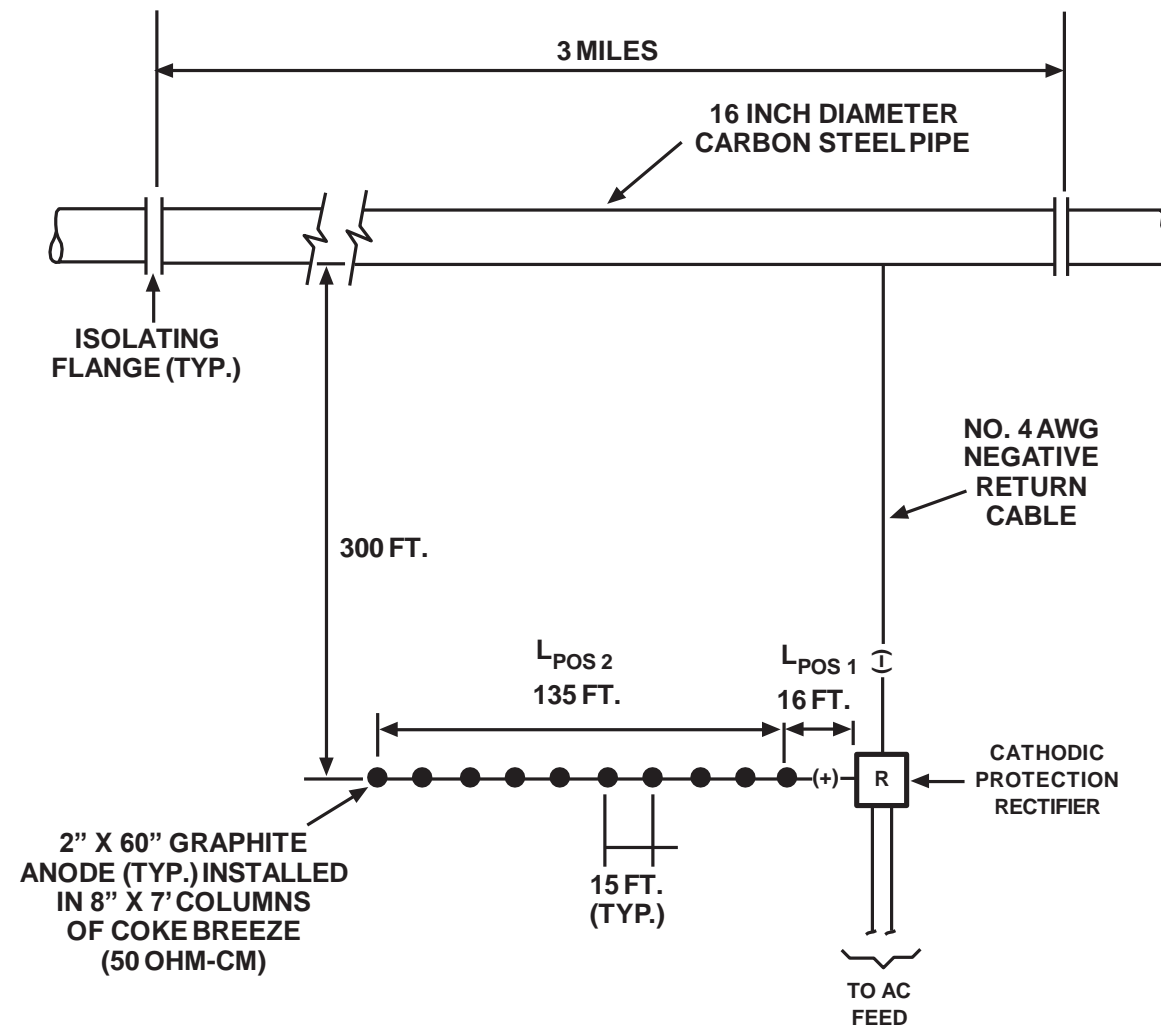 3 MILES
16 INCH DIAMETER
CARBON STEEL PIPE
ISOLATING
FLANGE (TYP.)
NO. 4 AWG
NEGATIVE
RETURN
CABLE
300 FT.
L POS 2
135 FT.
L POS 1
16 FT.
(-)
(+)
R
CATHODIC
PROTECTION
RECTIFIER
2” X 60” GRAPHITE
ANODE (TYP.) INSTALLED
IN 8” X 7’ COLUMNS
OF COKE BREEZE
(50 OHM-CM)
15 FT.
(TYP.)
TO AC
FEED